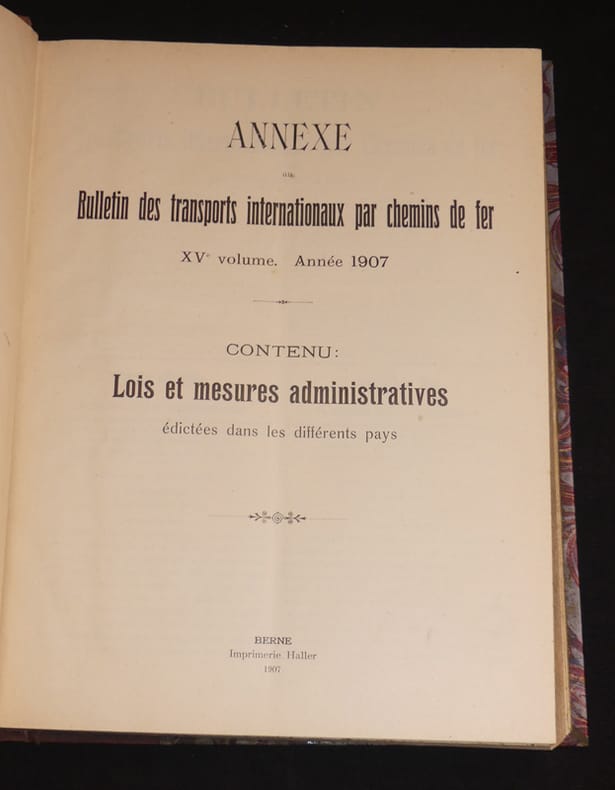 ANNEXE
au
Bulletin des transports internationaux par chemins de fer
XVe volume. Année 1907
CONTENU:
Lois et mesures administratives
édictées dans les différents pays
BERNE
Imprimerie Haller
1907